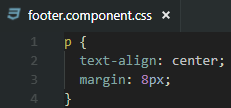 footer.component.css ×
1 p {
2 text-align: center;
3 margin: 8px;
4 }